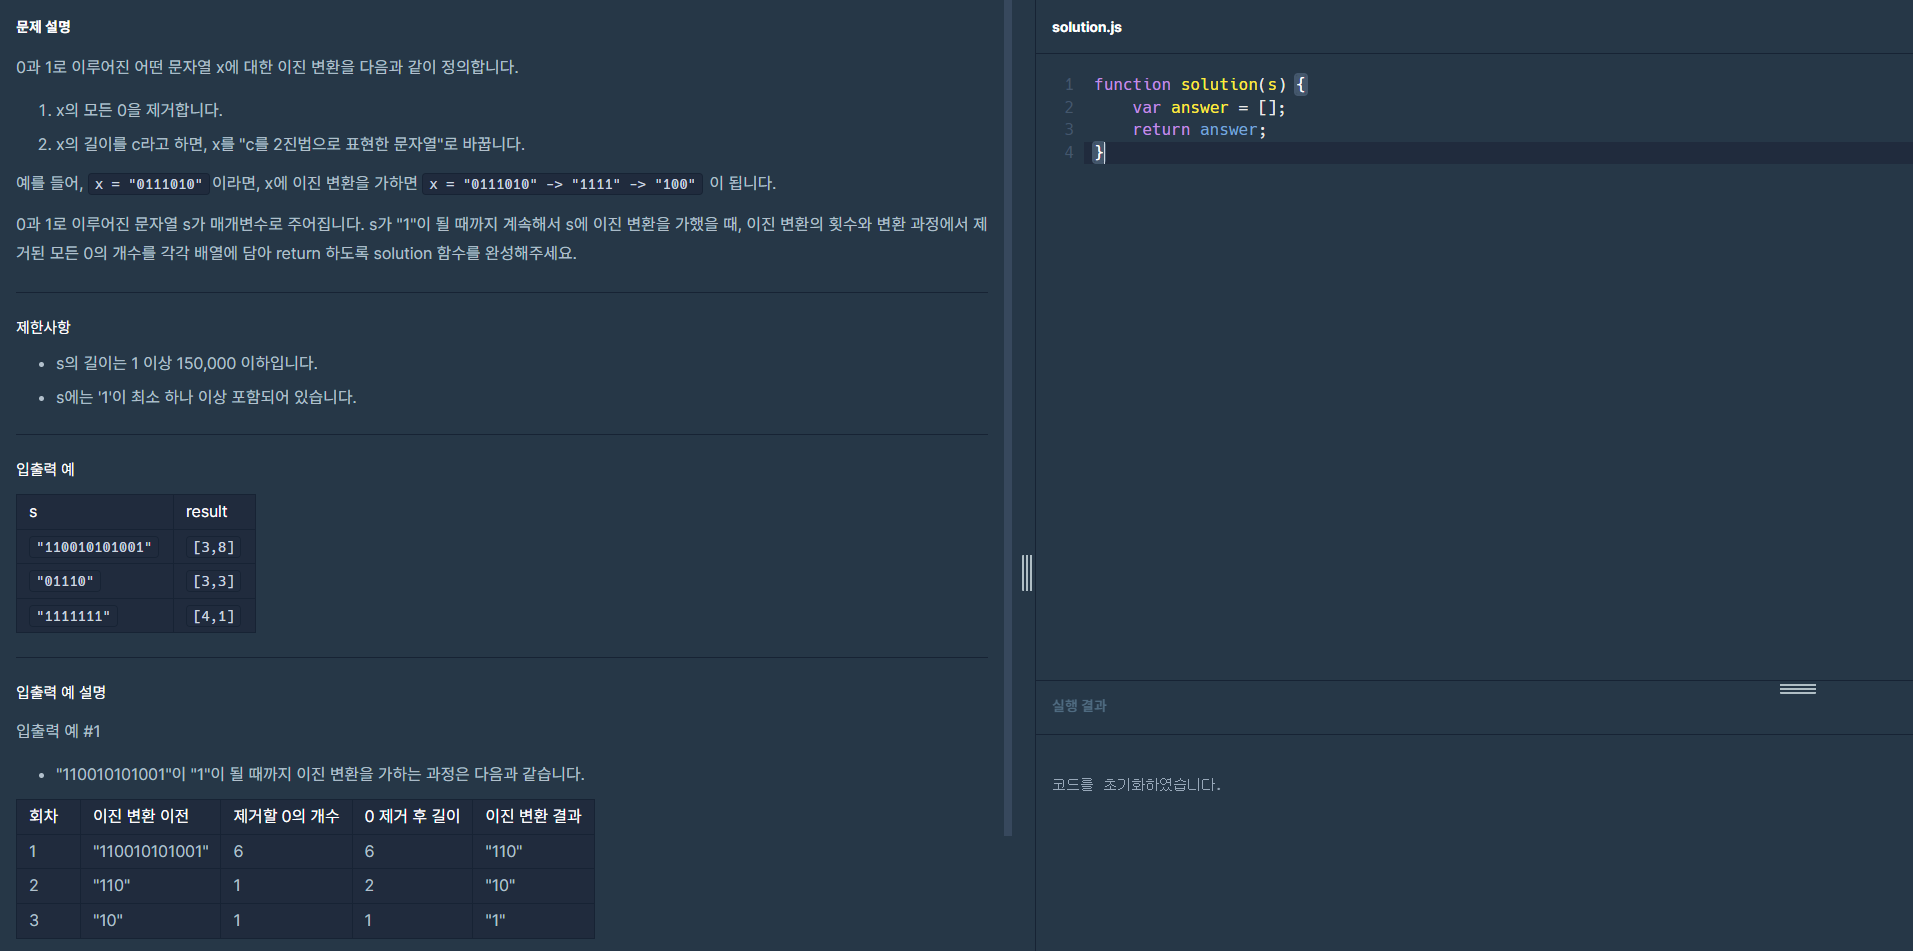 문제 설명
0과 1로 이루어진 어떤 문자열 x에 대한 이진 변환을 다음과 같이 정의합니다.
1. x의 모든 0을 제거합니다.
2. x의 길이를 c라고 하면, x를 "c를 2진법으로 표현한 문자열"로 바꿉니다.
예를 들어, x = "0111010" 이라면, x에 이진 변환을 가하면 x = "0111010" -> "1111" -> "100" 이 됩니다.
0과 1로 이루어진 문자열 s가 매개변수로 주어집니다. s가 "1"이 될 때까지 계속해서 s에 이진 변환을 가했을 때, 이진 변환의 횟수와 변환 과정에서 제
거된 모든 0의 개수를 각각 배열에 담아 return 하도록 solution 함수를 완성해주세요.
제한사항
• s의 길이는 1 이상 150,000 이하입니다.
• s에는 '1'이 최소 하나 이상 포함되어 있습니다.
입출력 예
s result
"110010101001" [3,8]
"01110" [3,3]
"1111111" [4,1]
입출력 예 설명
입출력 예 #1
• "110010101001"이 "1"이 될 때까지 이진 변환을 가하는 과정은 다음과 같습니다.
회차 이진 변환 이전 제거할 0의 개수 0 제거 후 길이 이진 변환 결과
1 "110010101001" 6 6 "110"
2 "110" 1 2 "10"
3 "10" 1 1 "1"
solution.js
1 function solution(s) {
2 var answer = [];
3 return answer;
4 }
실행 결과
코드를 초기화하였습니다.